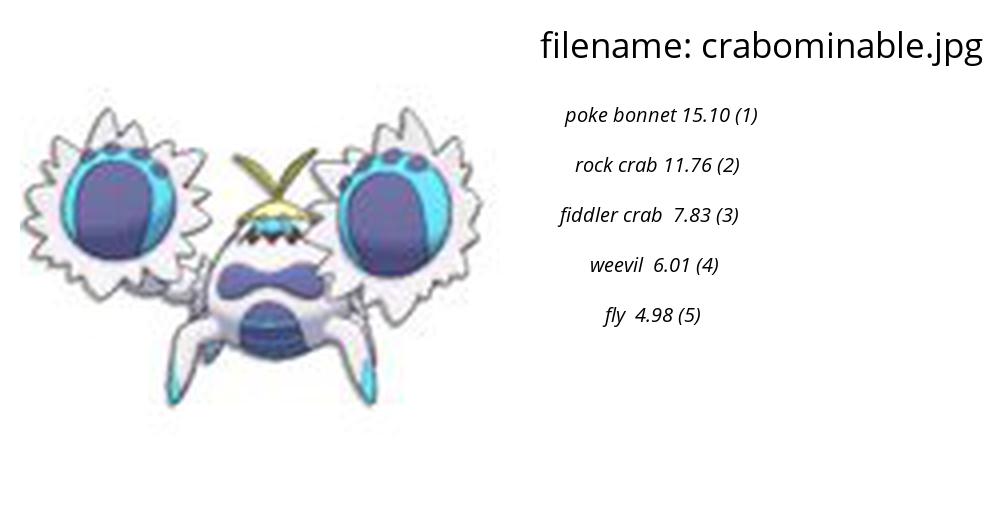 filename: crabominable.jpg
poke bonnet 15.10 (1)
rock crab 11.76 (2)
fiddler crab  7.83 (3)
weevil  6.01 (4)
fly  4.98 (5)